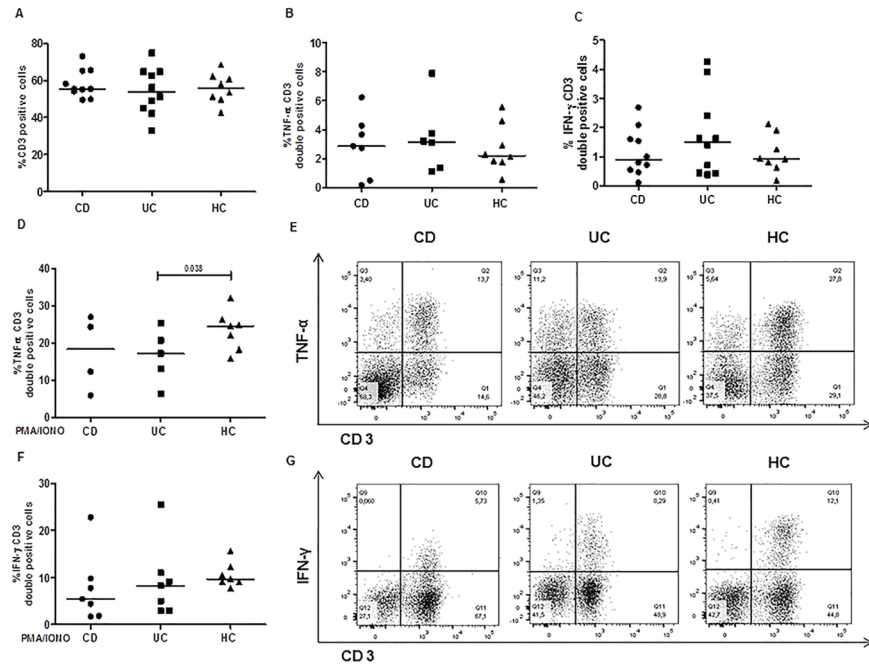 A
%CD3 positive cells
80
60
40
20
0
CD
UC
HC
B
%TNF-α CD3
double positive cells
10
8
6
4
2
0
CD
UC
HC
C
% IFN-γ CD3
double positive cells
5
4
3
2
1
0
CD
UC
HC
D
%TNFα CD3
double positive cells
40
30
20
10
0
0.038
PMA/IONO
CD
UC
HC
E
CD
UC
HC
TNF-α
Q3
3,40
Q2
13,7
Q4
68,3
Q1
14,6
Q3
11,2
Q2
13,9
Q4
46,2
Q1
28,8
Q3
5,64
Q2
27,8
Q4
37,5
Q1
29,1
CD 3
F
%IFN-γ CD3
double positive cells
30
20
10
0
PMA/IONO
CD
UC
HC
G
CD
UC
HC
IFN-γ
Q9
0,060
Q10
5,73
Q12
27,1
Q11
67,1
Q9
1,35
Q10
8,29
Q12
41,5
Q11
48,9
Q9
0,41
Q10
12,1
Q12
42,7
Q11
44,8
CD 3